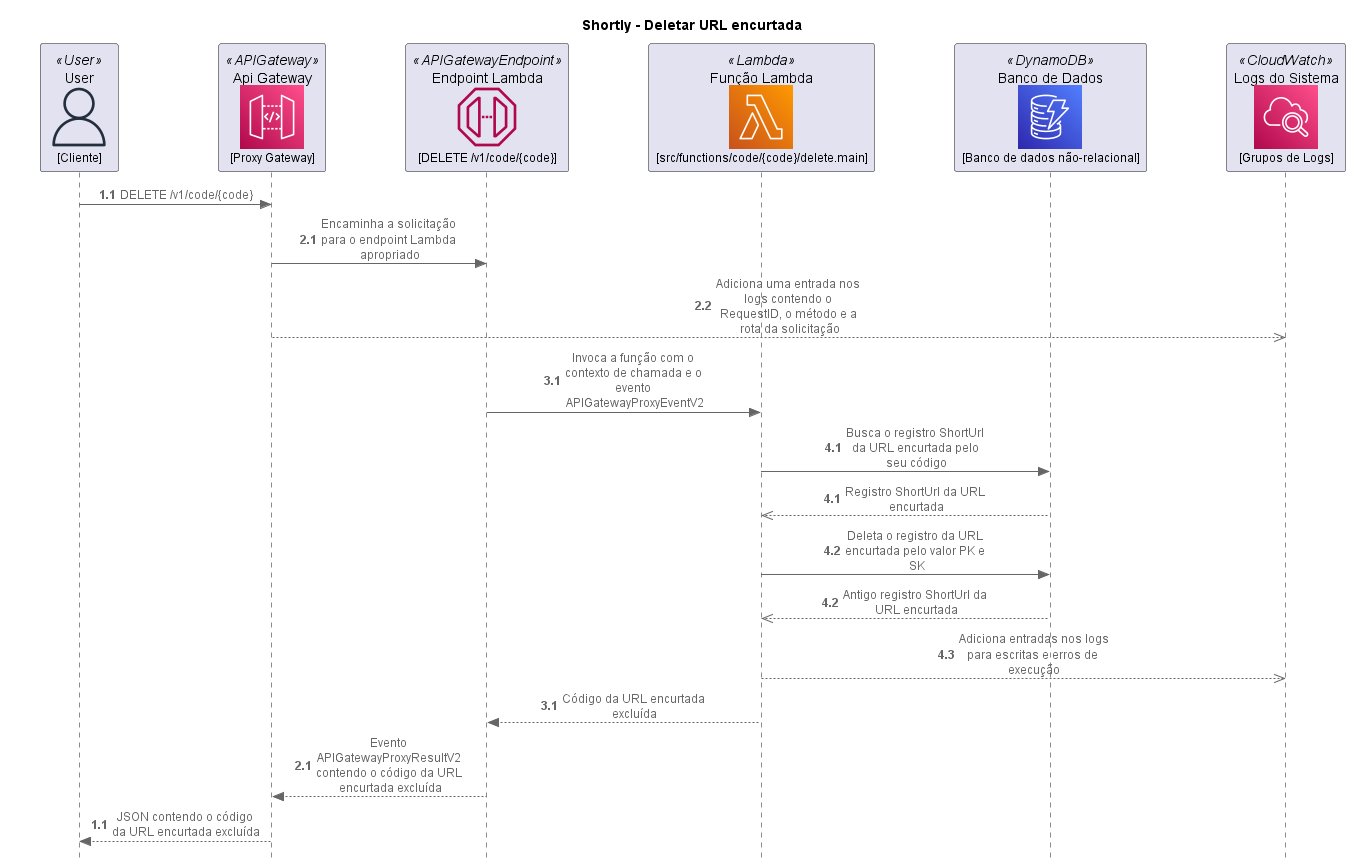 Shortly - Deletar URL encurtada
«User»
User
[Cliente]
«APIGateway»
Api Gateway
[Proxy Gateway]
«APIGatewayEndpoint»
Endpoint Lambda
[DELETE /v1/code/{code}]
«Lambda»
Função Lambda
[src/functions/code/{code}/delete.main]
«DynamoDB»
Banco de Dados
[Banco de dados não-relacional]
«CloudWatch»
Logs do Sistema
[Grupos de Logs]
1.1 DELETE /v1/code/{code}
Encaminha a solicitação
2.1 para o endpoint Lambda
apropriado
Adiciona uma entrada nos
logs contendo o
2.2 RequestID, o método e a
rota da solicitação
Invoca a função com o
contexto de chamada e o
3.1 evento
APIGatewayProxyEventV2
Busca o registro ShortUrl
4.1 da URL encurtada pelo
seu código
4.1 Registro ShortUrl da URL
encurtada
Deleta o registro da URL
4.2 encurtada pelo valor PK e
SK
4.2 Antigo registro ShortUrl da
URL encurtada
Adiciona entradas nos logs
4.3 para escritas e erros de
execução
3.1 Código da URL encurtada
excluída
Evento
APIGatewayProxyResultV2
2.1 contendo o código da URL
encurtada excluída
1.1 JSON contendo o código
da URL encurtada excluída